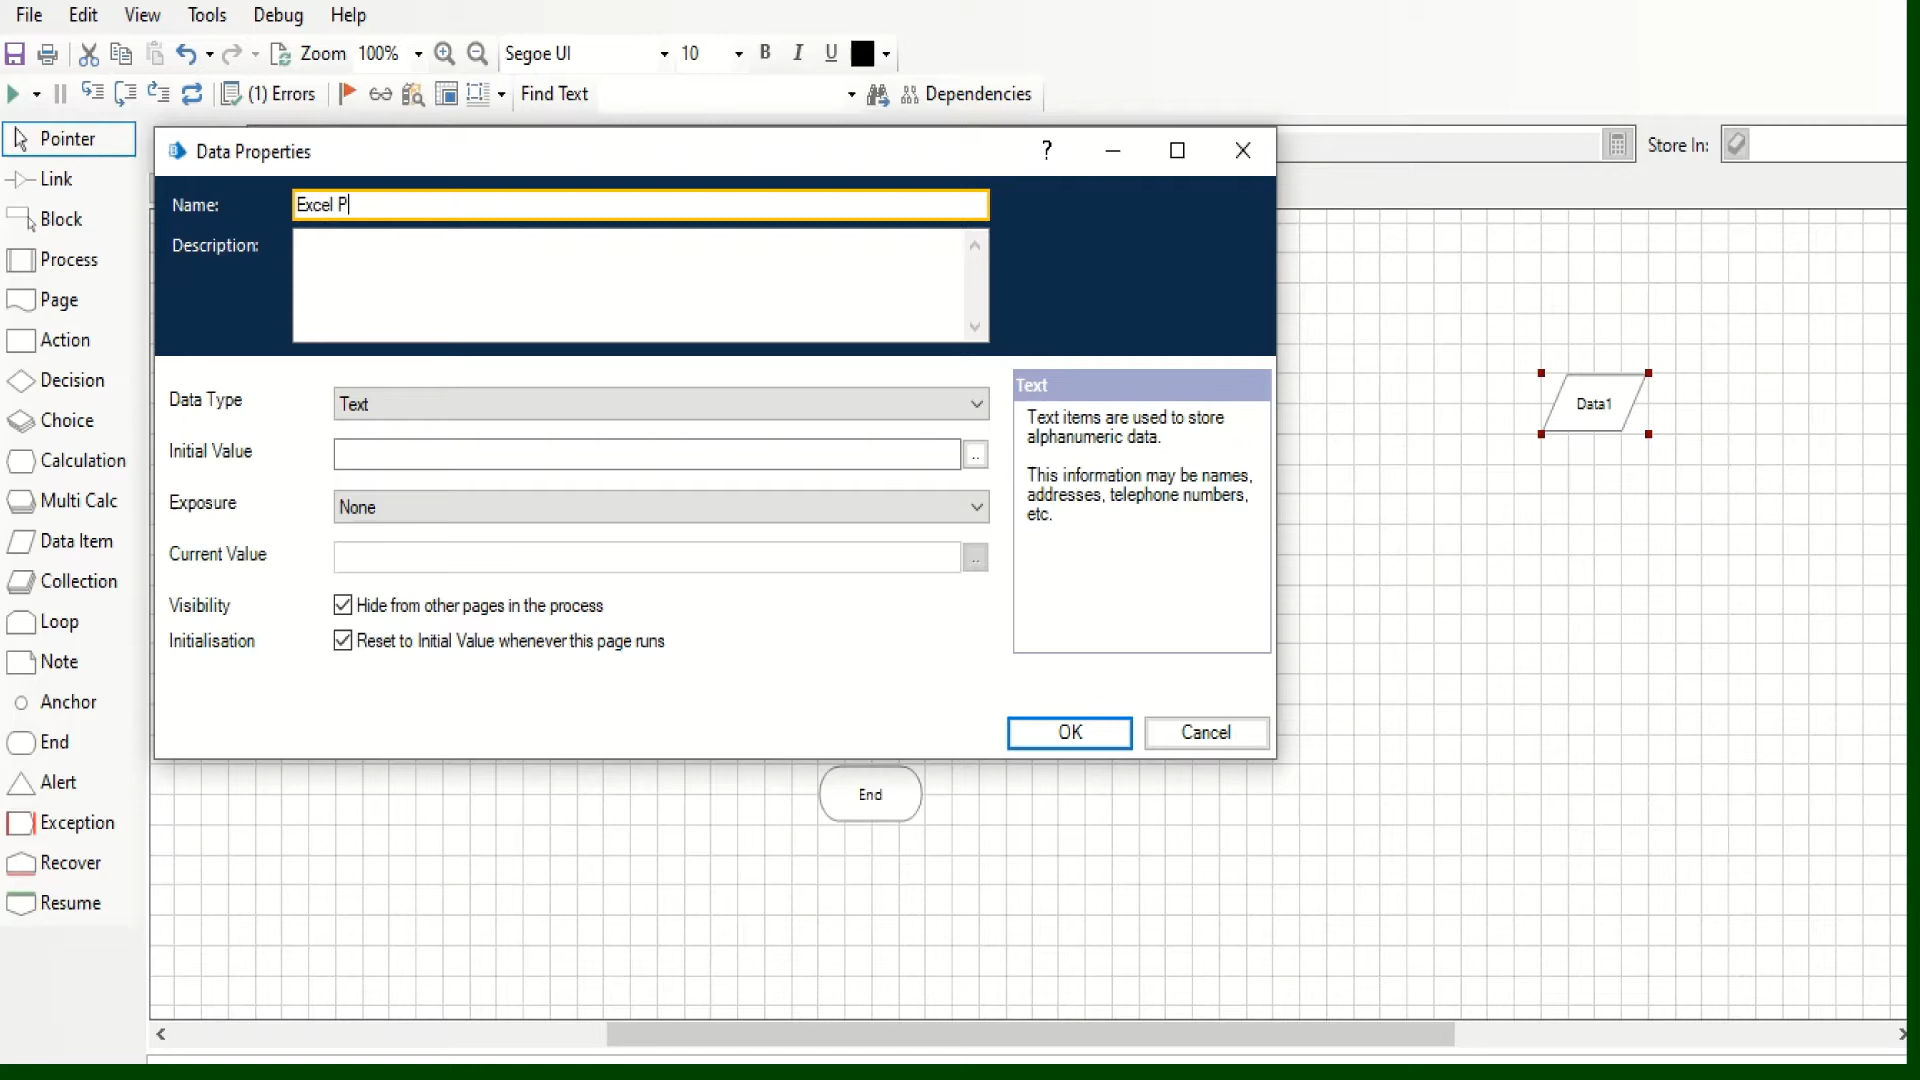 File Edit View Tools Debug Help
Zoom 100% Segoe UI 10 B I U
(1) Errors Find Text Dependencies
Pointer
Link
Block
Process
Page
Action
Decision
Choice
Calculation
Multi Calc
Data Item
Collection
Loop
Note
Anchor
End
Alert
Exception
Recover
Resume
Data Properties ?
Name: Excel P
Description:
Data Type Text
Initial Value ..
Exposure None
Current Value ..
Visibility Hide from other pages in the process
Initialisation Reset to Initial Value whenever this page runs
Text
Text items are used to store
alphanumeric data.
This information may be names,
addresses, telephone numbers,
etc.
OK Cancel
Store In:
Data1
End